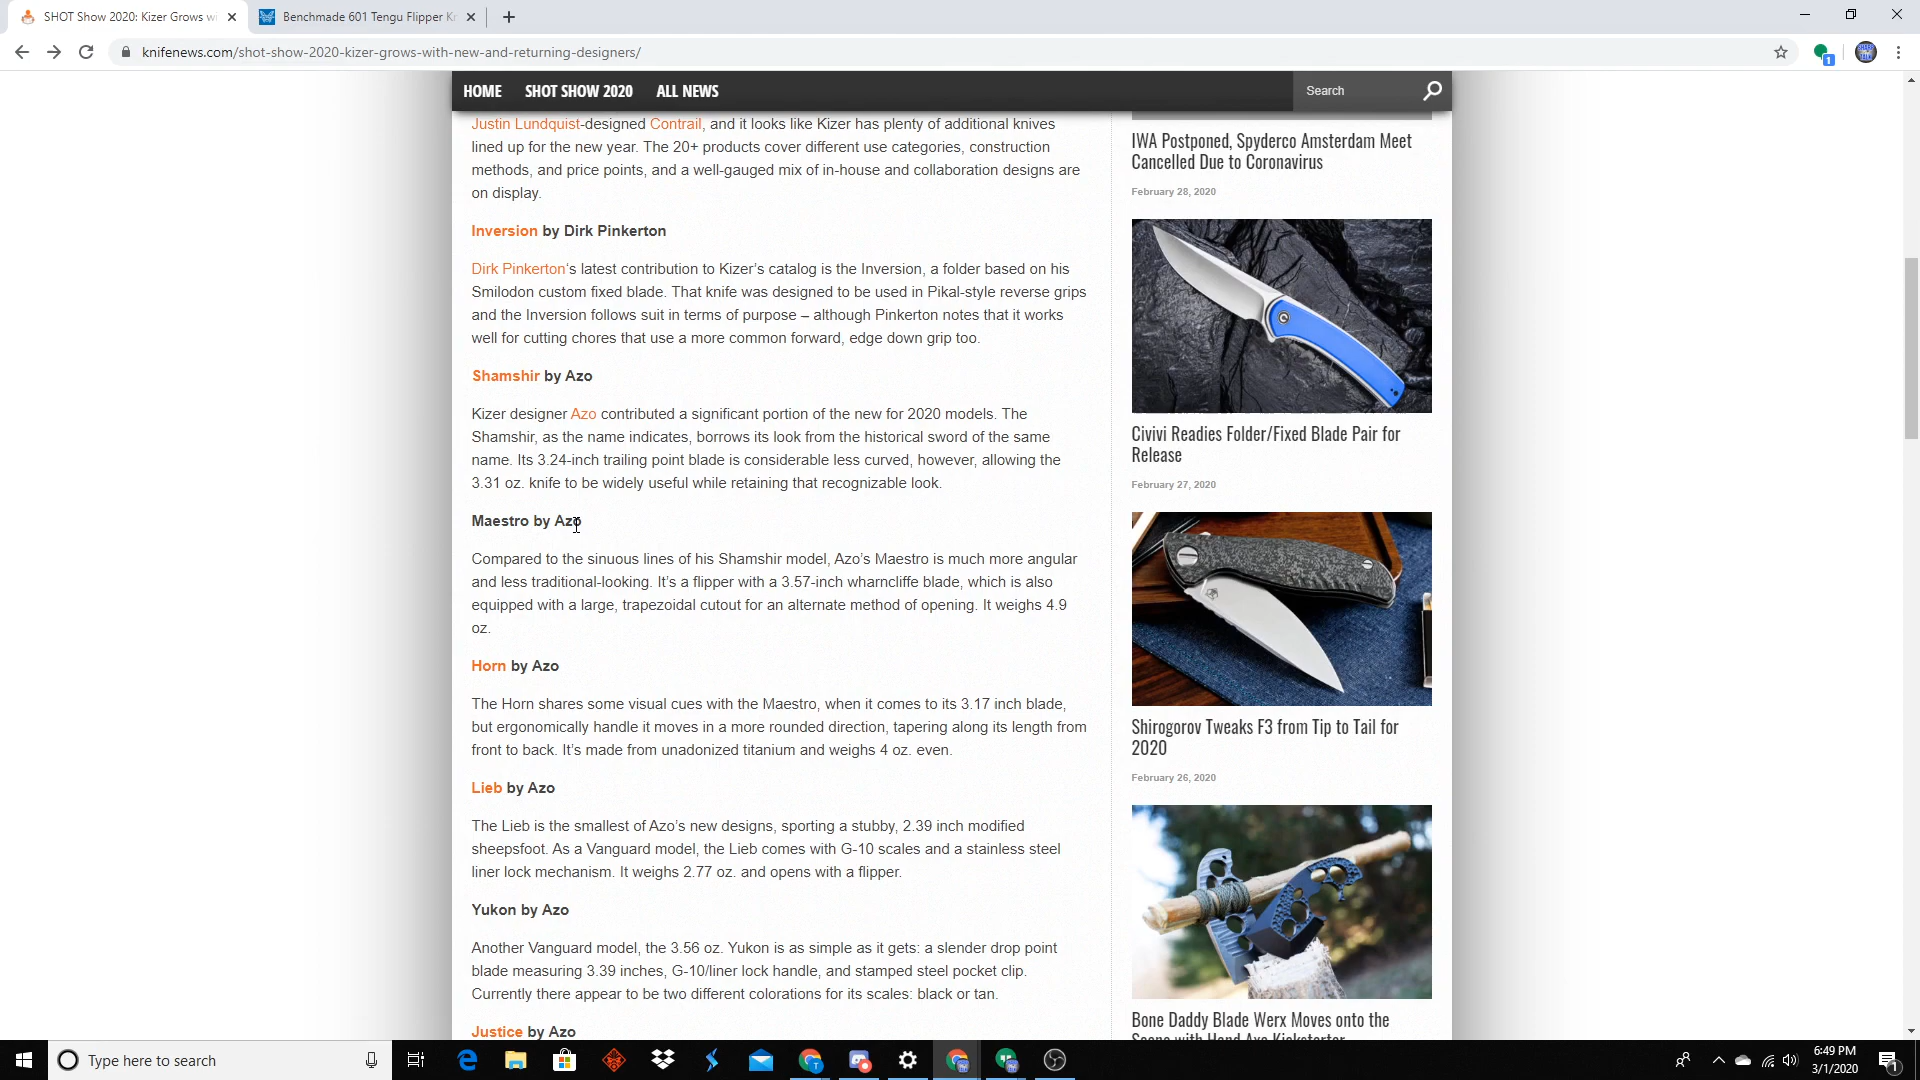 SHOT Show 2020: Kizer Grows wi
Benchmade 601 Tengu Flipper Kn
knifenews.com/shot-show-2020-kizer-grows-with-new-and-returning-designers/
1
HOME
SHOT SHOW 2020
ALL NEWS
Search
Justin Lundquist-designed Contrail, and it looks like Kizer has plenty of additional knives
lined up for the new year. The 20+ products cover different use categories, construction
methods, and price points, and a well-gauged mix of in-house and collaboration designs are
on display.
Inversion by Dirk Pinkerton
Dirk Pinkerton's latest contribution to Kizer's catalog is the Inversion, a folder based on his
Smilodon custom fixed blade. That knife was designed to be used in Pikal-style reverse grips
and the Inversion follows suit in terms of purpose – although Pinkerton notes that it works
well for cutting chores that use a more common forward, edge down grip too.
Shamshir by Azo
Kizer designer Azo contributed a significant portion of the new for 2020 models. The
Shamshir, as the name indicates, borrows its look from the historical sword of the same
name. Its 3.24-inch trailing point blade is considerable less curved, however, allowing the
3.31 oz. knife to be widely useful while retaining that recognizable look.
Maestro by Azo
Compared to the sinuous lines of his Shamshir model, Azo's Maestro is much more angular
and less traditional-looking. It's a flipper with a 3.57-inch wharncliffe blade, which is also
equipped with a large, trapezoidal cutout for an alternate method of opening. It weighs 4.9
oz.
Horn by Azo
The Horn shares some visual cues with the Maestro, when it comes to its 3.17 inch blade,
but ergonomically handle it moves in a more rounded direction, tapering along its length from
front to back. It's made from unadonized titanium and weighs 4 oz. even.
Lieb by Azo
The Lieb is the smallest of Azo's new designs, sporting a stubby, 2.39 inch modified
sheepsfoot. As a Vanguard model, the Lieb comes with G-10 scales and a stainless steel
liner lock mechanism. It weighs 2.77 oz. and opens with a flipper.
Yukon by Azo
Another Vanguard model, the 3.56 oz. Yukon is as simple as it gets: a slender drop point
blade measuring 3.39 inches, G-10/liner lock handle, and stamped steel pocket clip.
Currently there appear to be two different colorations for its scales: black or tan.
Justice by Azo
IWA Postponed, Spyderco Amsterdam Meet
Cancelled Due to Coronavirus
February 28, 2020
Civivi Readies Folder/Fixed Blade Pair for
Release
February 27, 2020
Shirogorov Tweaks F3 from Tip to Tail for
2020
February 26, 2020
Bone Daddy Blade Werx Moves onto the
Scene with Hand Axe Kickstarter
Type here to search
6:49 PM
3/1/2020
1